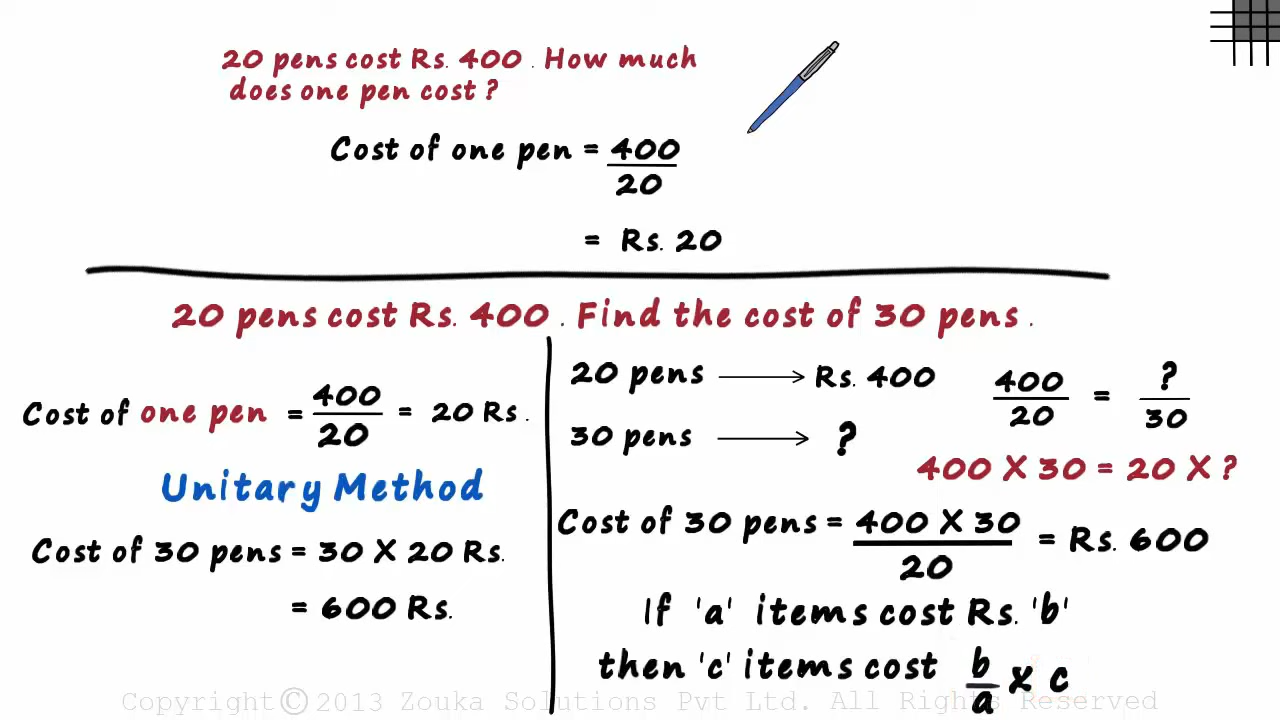 20 pens cost Rs. 400 . How much
does one pen cost ?
Cost of one pen = 400/20
= Rs. 20
20 pens cost Rs. 400 . Find the cost of 30 pens .
Cost of one pen = 400/20 = 20 Rs .
Unitary Method
Cost of 30 pens = 30 X 20 Rs.
= 600 Rs.
20 pens → Rs. 400
30 pens → ?
400/20 = ?/30
400 X 30 = 20 X ?
Cost of 30 pens = 400 X 30/20 = Rs. 600
If 'a' items cost Rs. 'b'
then 'c' items cost b/a x c
Copyright © 2013 Zouka Solutions Pvt Ltd. All Rights Reserved